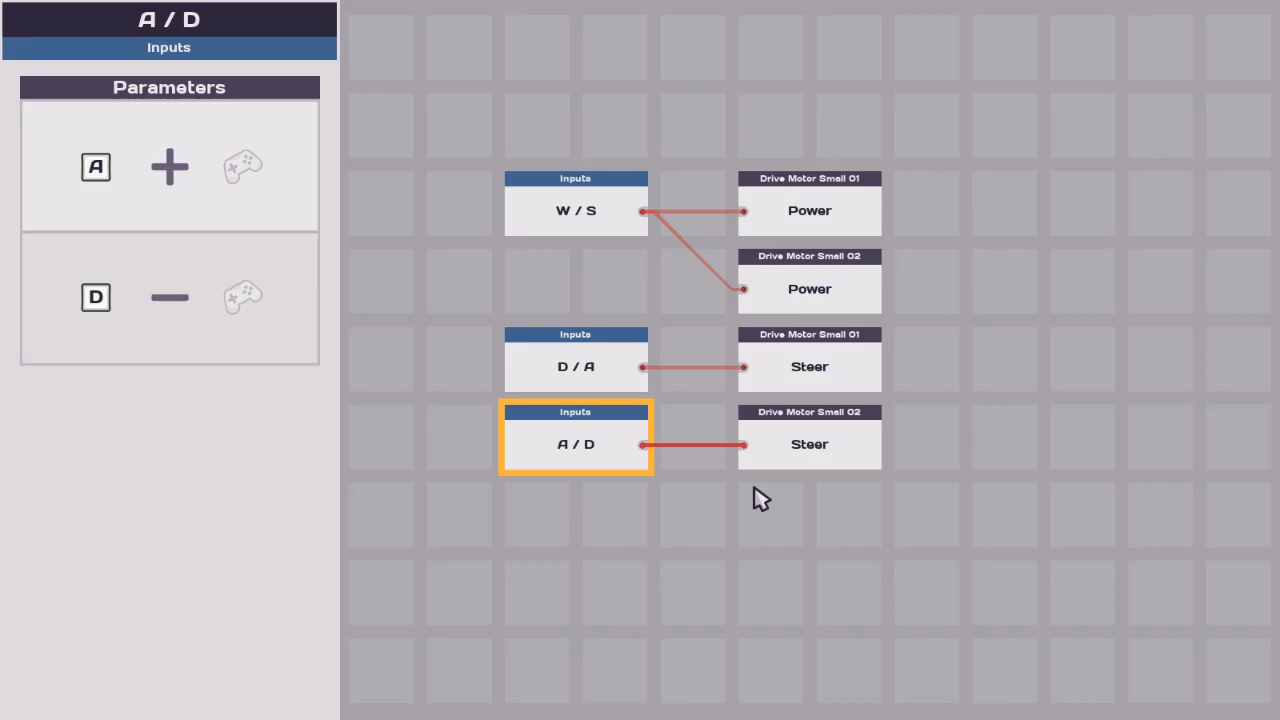 A / D
Inputs
Parameters
A
D
Inputs
W / S
Drive Motor Small 01
Power
Drive Motor Small 02
Power
Inputs
D / A
Drive Motor Small 01
Steer
Inputs
A / D
Drive Motor Small 02
Steer